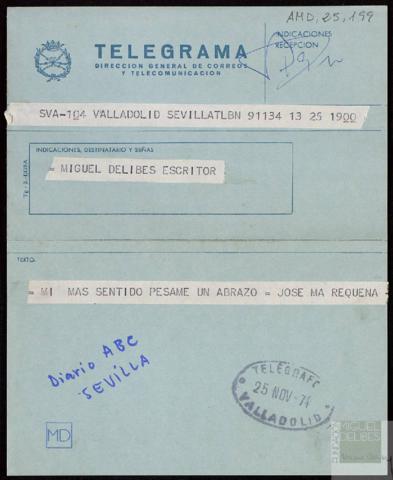 AMD, 25, 199
TELEGRAMA
DIRECCION GENERAL DE CORREOS
Y TELECOMUNICACION
INDICACIONES
RECEPCION
SVA-104 VALLADOLID SEVILLATLBN 91134 13 25 1900
INDICACIONES, DESTINATARIO Y SEÑAS
= MIGUEL DELIBES ESCRITOR
TEXTO:
= MI MAS SENTIDO PESAME UN ABRAZO = JOSE MA REQUENA
Diario ABC
SEVILLA
TELEGRAFO
25 NOV.-74
VALLADOLID
MD
MIGUEL
DELIBES